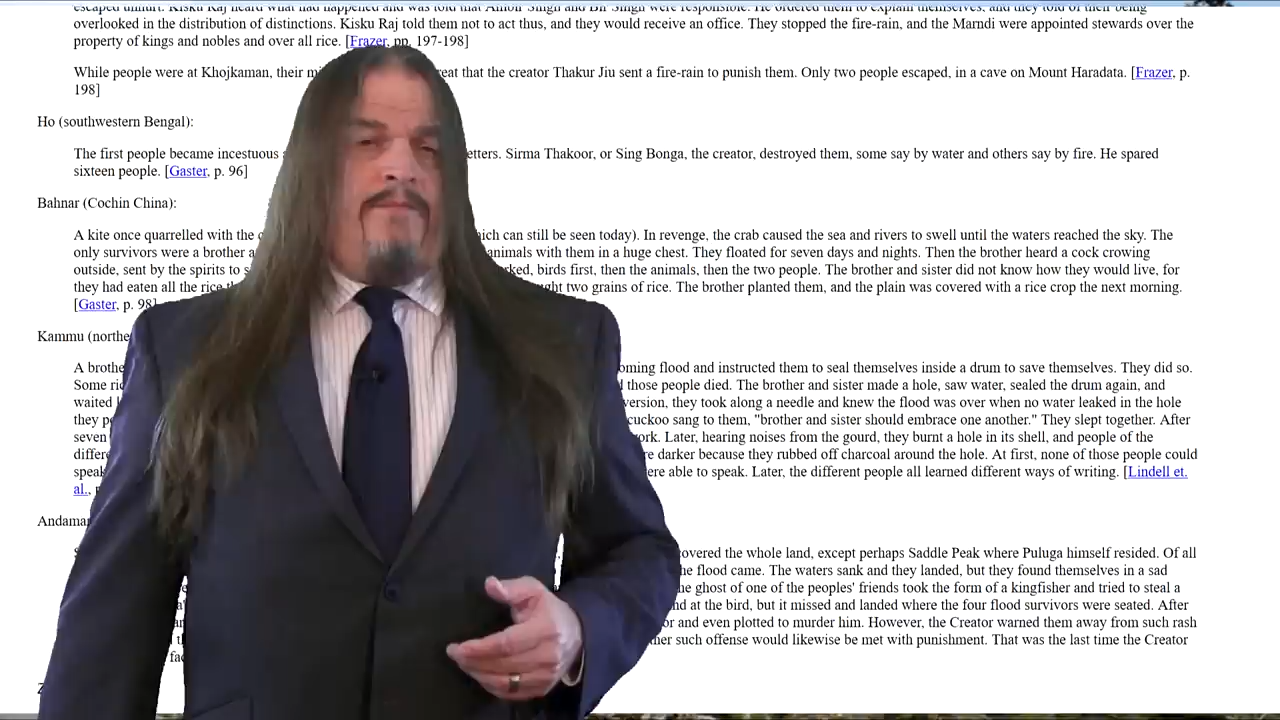 escaped unhurt. Kisku Raj heard what had happened and was told that Ambir Singh and Bir Singh were responsible. He ordered them to explain themselves, and they told of their being
overlooked in the distribution of distinctions. Kisku Raj told them not to act thus, and they would receive an office. They stopped the fire-rain, and the Marndi were appointed stewards over the
property of kings and nobles and over all rice. [Frazer, pp. 197-198]
While people were at Khojkaman, their eat that the creator Thakur Jiu sent a fire-rain to punish them. Only two people escaped, in a cave on Mount Haradata. [Frazer, p.
198]
Ho (southwestern Bengal):
The first people became incestuous etters. Sirma Thakoor, or Sing Bonga, the creator, destroyed them, some say by water and others say by fire. He spared
sixteen people. [Gaster, p. 96]
Bahnar (Cochin China):
A kite once quarrelled with the ich can still be seen today). In revenge, the crab caused the sea and rivers to swell until the waters reached the sky. The
only survivors were a brother a animals with them in a huge chest. They floated for seven days and nights. Then the brother heard a cock crowing
outside, sent by the spirits to s rked, birds first, then the animals, then the two people. The brother and sister did not know how they would live, for
they had eaten all the rice th ght two grains of rice. The brother planted them, and the plain was covered with a rice crop the next morning.
[Gaster, p. 98]
Kammu (northe
A brothe oming flood and instructed them to seal themselves inside a drum to save themselves. They did so.
Some ric d those people died. The brother and sister made a hole, saw water, sealed the drum again, and
waited version, they took along a needle and knew the flood was over when no water leaked in the hole
they p cuckoo sang to them, "brother and sister should embrace one another." They slept together. After
seven ork. Later, hearing noises from the gourd, they burnt a hole in its shell, and people of the
differe re darker because they rubbed off charcoal around the hole. At first, none of those people could
speak ere able to speak. Later, the different people all learned different ways of writing. [Lindell et.
al.,
Andaman
overed the whole land, except perhaps Saddle Peak where Puluga himself resided. Of all
he flood came. The waters sank and they landed, but they found themselves in a sad
he ghost of one of the peoples' friends took the form of a kingfisher and tried to steal a
nd at the bird, but it missed and landed where the four flood survivors were seated. After
or and even plotted to murder him. However, the Creator warned them away from such rash
her such offense would likewise be met with punishment. That was the last time the Creator
fac